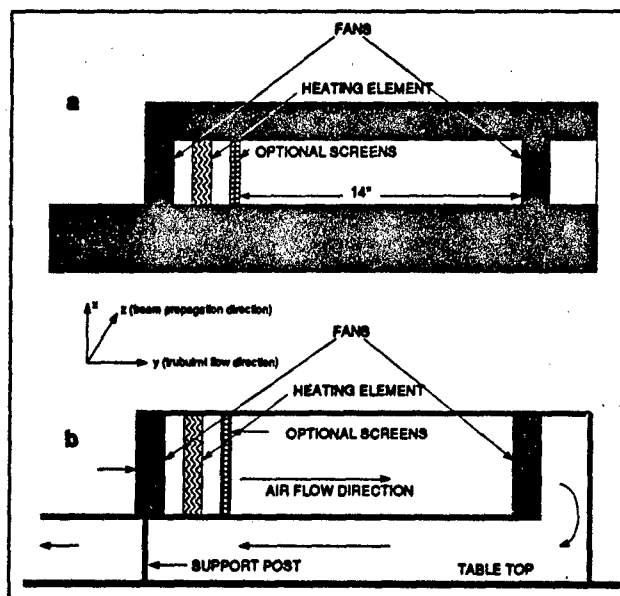 FANS
a
HEATING ELEMENT
OPTIONAL SCREENS
14"
x
z (beam propagation direction)
y (trubulrnt flow direction)
FANS
HEATING ELEMENT
b
OPTIONAL SCREENS
AIR FLOW DIRECTION
SUPPORT POST
TABLE TOP